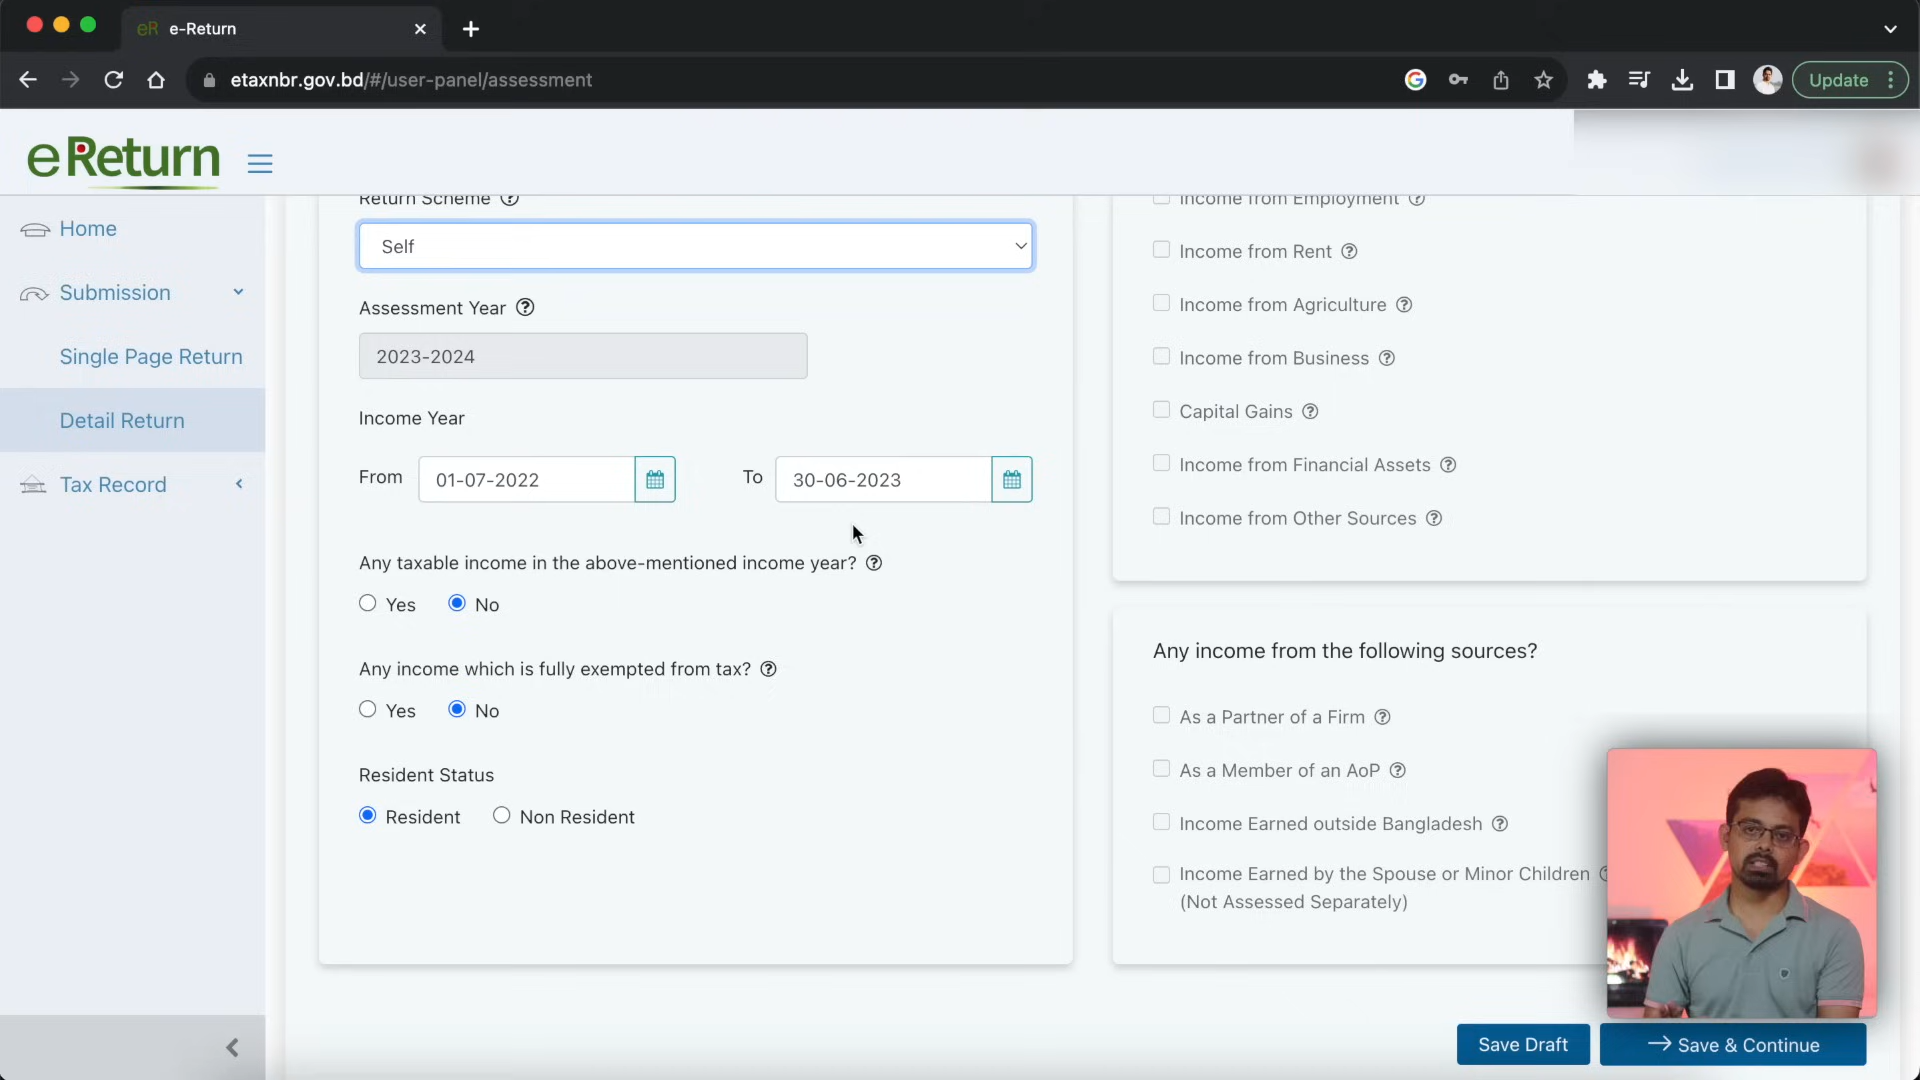 eR e-Return
etaxnbr.gov.bd/#/user-panel/assessment
Update
e Return
Home
Submission
Single Page Return
Detail Return
Tax Record
Return Scheme
Self
Assessment Year
2023-2024
Income Year
From 01-07-2022 To 30-06-2023
Any taxable income in the above-mentioned income year?
Yes No
Any income which is fully exempted from tax?
Yes No
Resident Status
Resident Non Resident
Income from Employment
Income from Rent
Income from Agriculture
Income from Business
Capital Gains
Income from Financial Assets
Income from Other Sources
Any income from the following sources?
As a Partner of a Firm
As a Member of an AoP
Income Earned outside Bangladesh
Income Earned by the Spouse or Minor Children
(Not Assessed Separately)
Save Draft
Save & Continue